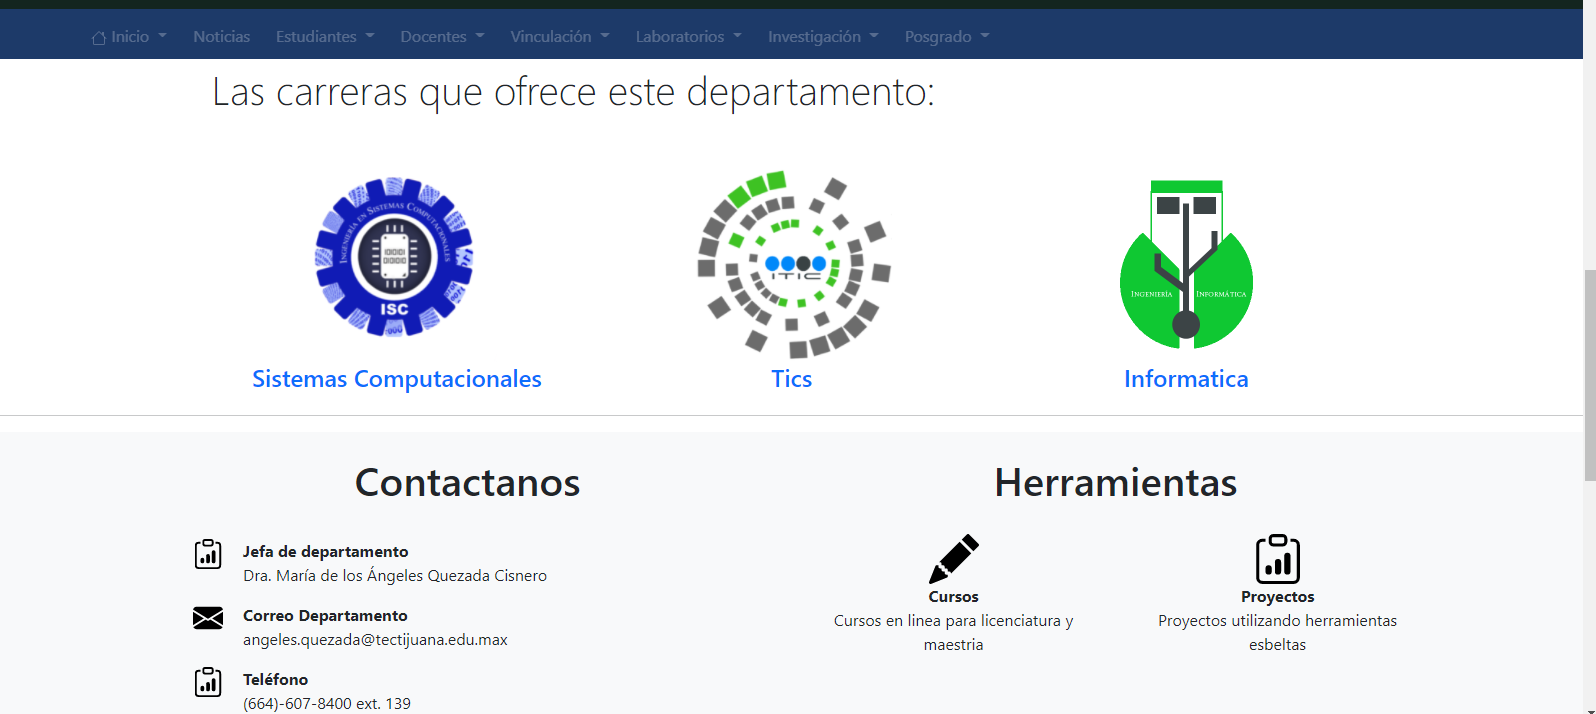 Inicio Noticias Estudiantes Docentes Vinculación Laboratorios Investigación Posgrado
Las carreras que ofrece este departamento:
INGENIERÍA EN SISTEMAS COMPUTACIONALES
ISC
ITIC
INGENIERÍA INFORMÁTICA
Sistemas Computacionales
Tics
Informatica
Contactanos
Jefa de departamento
Dra. María de los Ángeles Quezada Cisnero
Correo Departamento
angeles.quezada@tectijuana.edu.max
Teléfono
(664)-607-8400 ext. 139
Herramientas
Cursos
Cursos en linea para licenciatura y
maestria
Proyectos
Proyectos utilizando herramientas
esbeltas